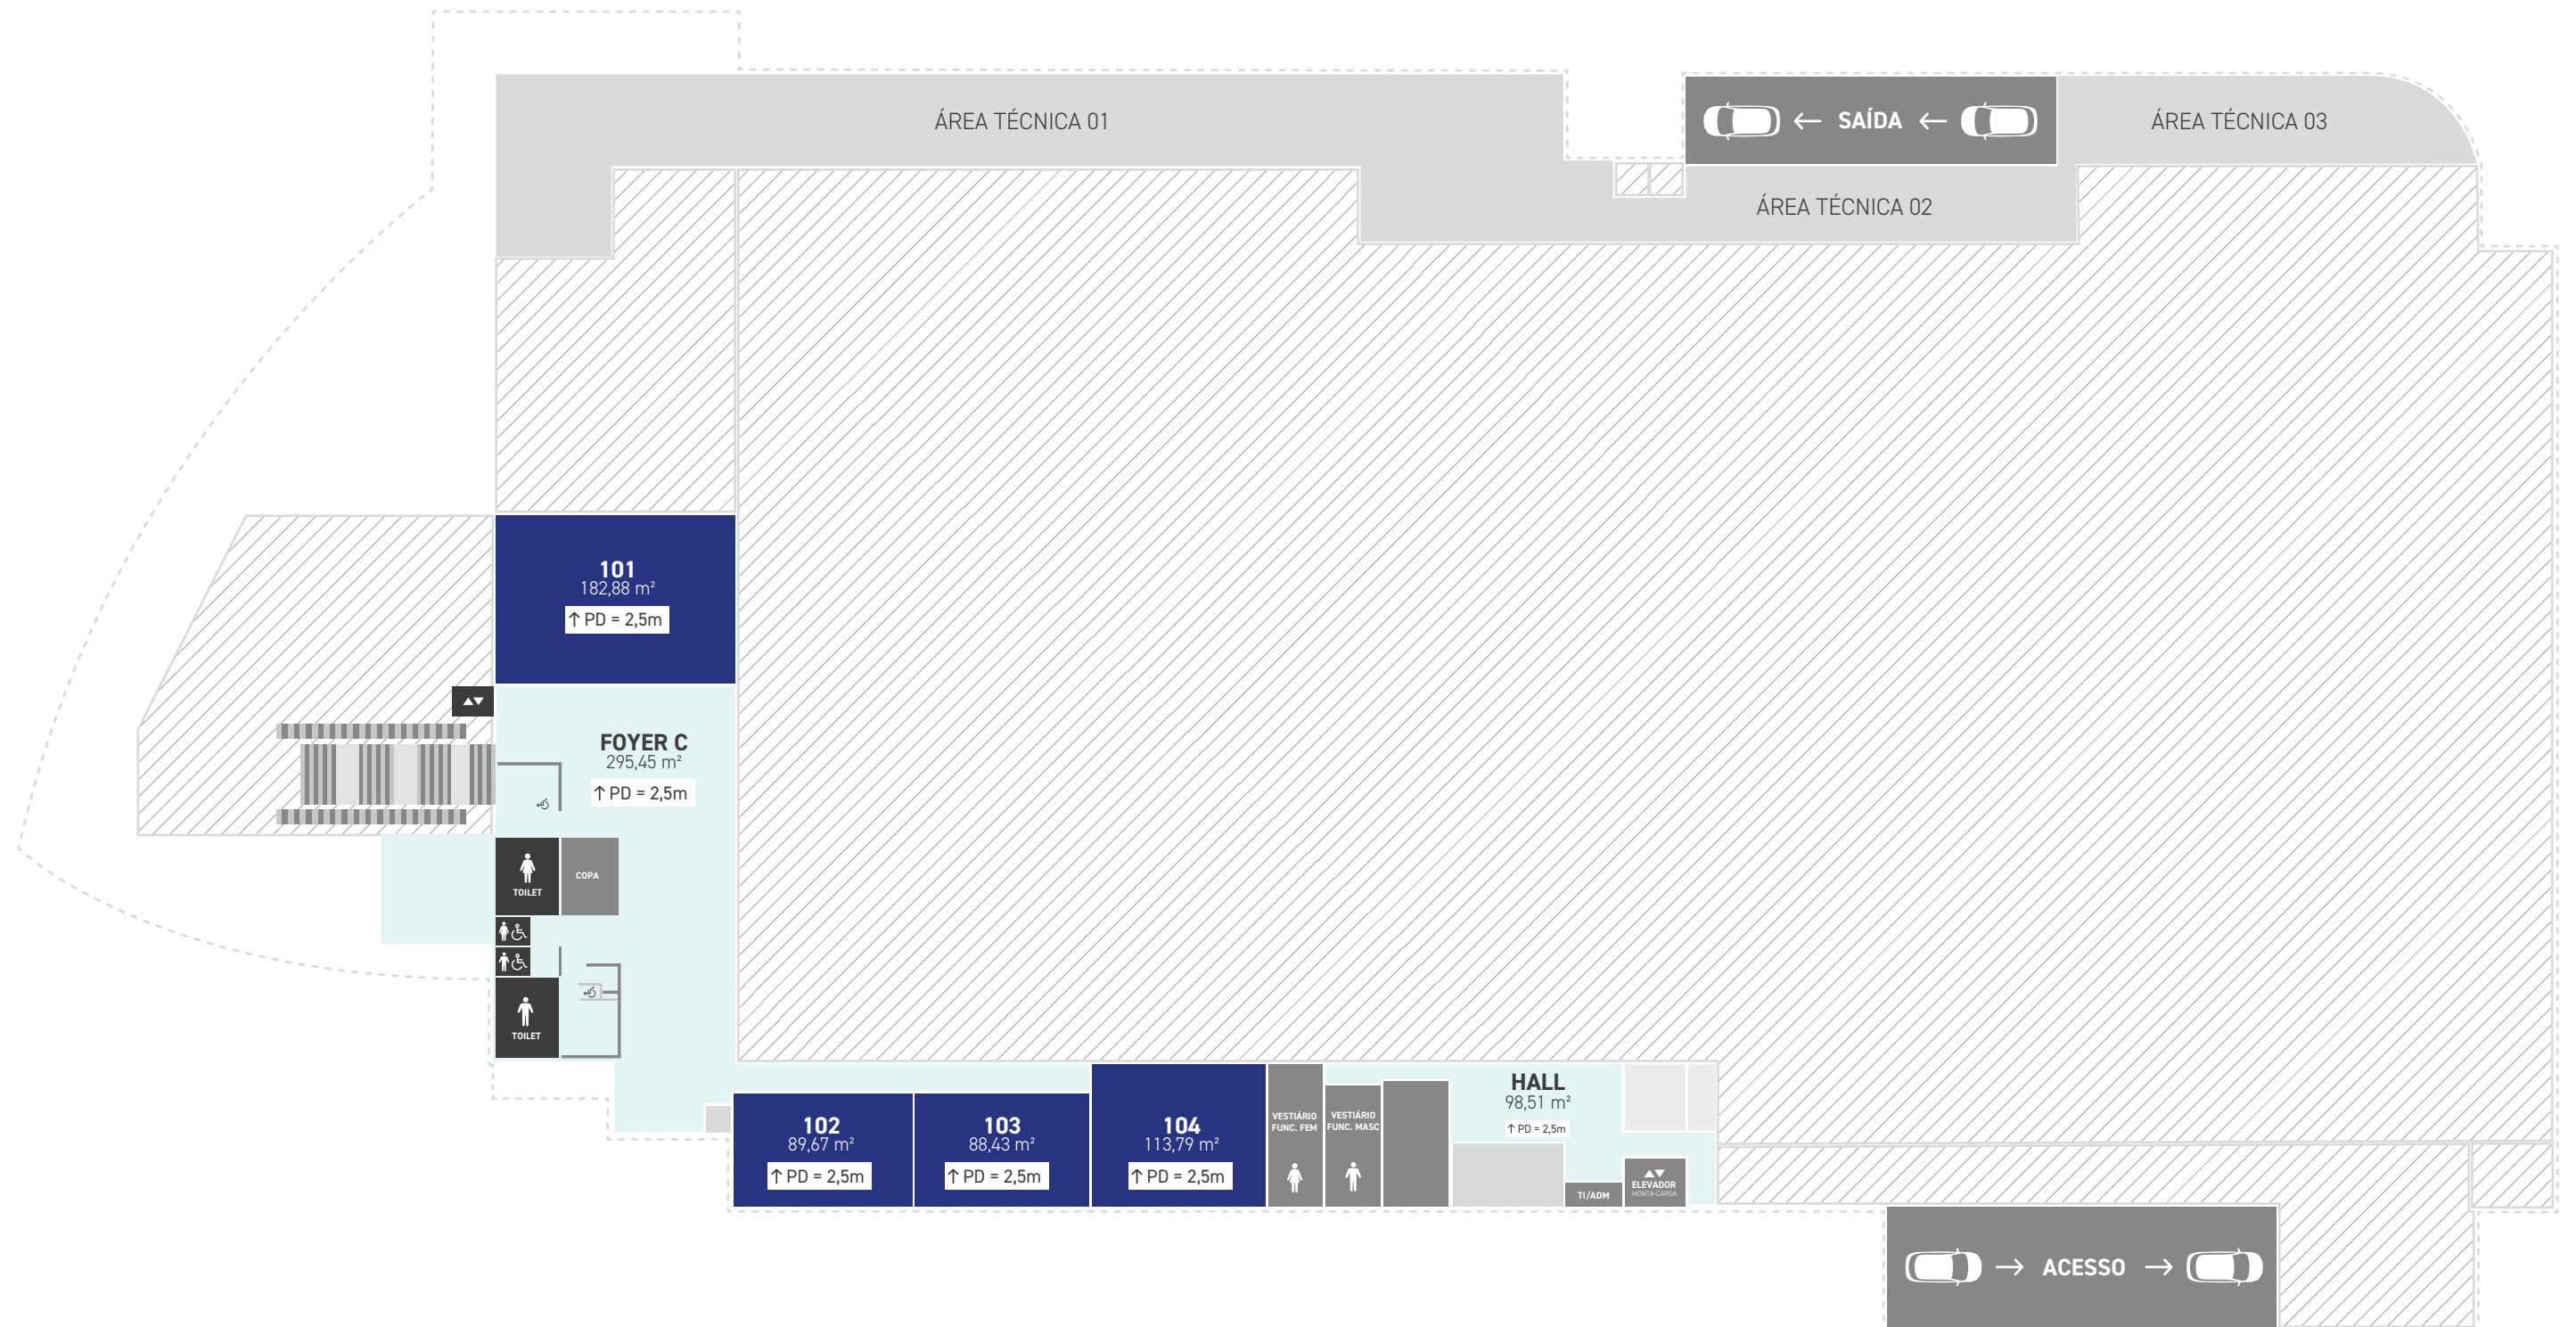 ÁREA TÉCNICA 01
← SAÍDA ←
ÁREA TÉCNICA 03
ÁREA TÉCNICA 02
101
182,88 m²
↑ PD = 2,5m
FOYER C
295,45 m²
↑ PD = 2,5m
TOILET
COPA
TOILET
102
89,67 m²
↑ PD = 2,5m
103
88,43 m²
↑ PD = 2,5m
104
113,79 m²
↑ PD = 2,5m
VESTIÁRIO
FUNC. FEM
VESTIÁRIO
FUNC. MASC
HALL
98,51 m²
↑ PD = 2,5m
TI/ADM
ELEVADOR
MONTA-CARGA
→ ACESSO →